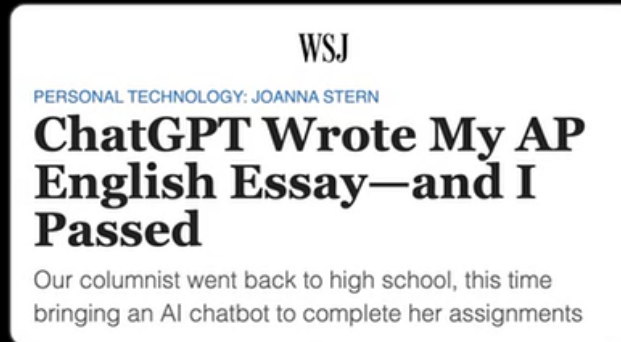 WSJ
PERSONAL TECHNOLOGY: JOANNA STERN
ChatGPT Wrote My AP
English Essay—and I
Passed
Our columnist went back to high school, this time
bringing an AI chatbot to complete her assignments